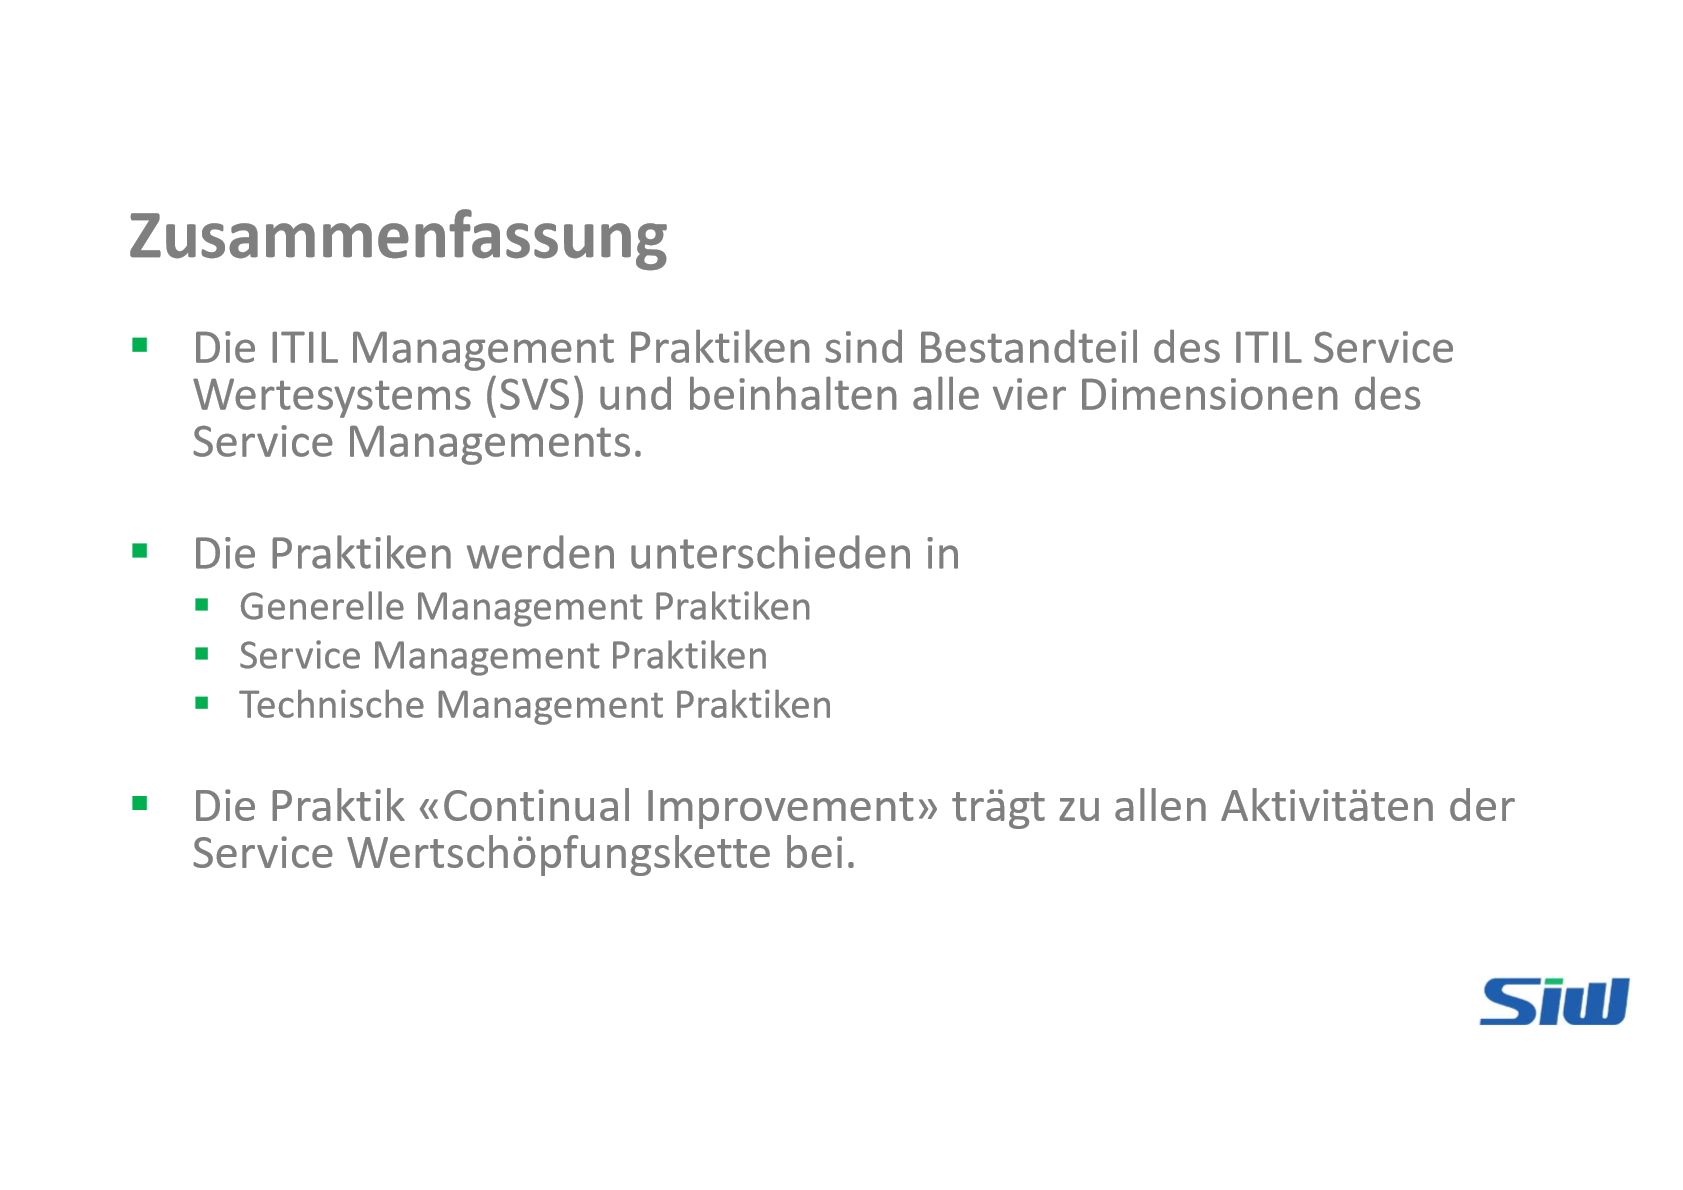 Zusammenfassung
Die ITIL Management Praktiken sind Bestandteil des ITIL Service
Wertesystems (SVS) und beinhalten alle vier Dimensionen des
Service Managements.
Die Praktiken werden unterschieden in
Generelle Management Praktiken
Service Management Praktiken
Technische Management Praktiken
Die Praktik «Continual Improvement» trägt zu allen Aktivitäten der
Service Wertschöpfungskette bei.
Siw